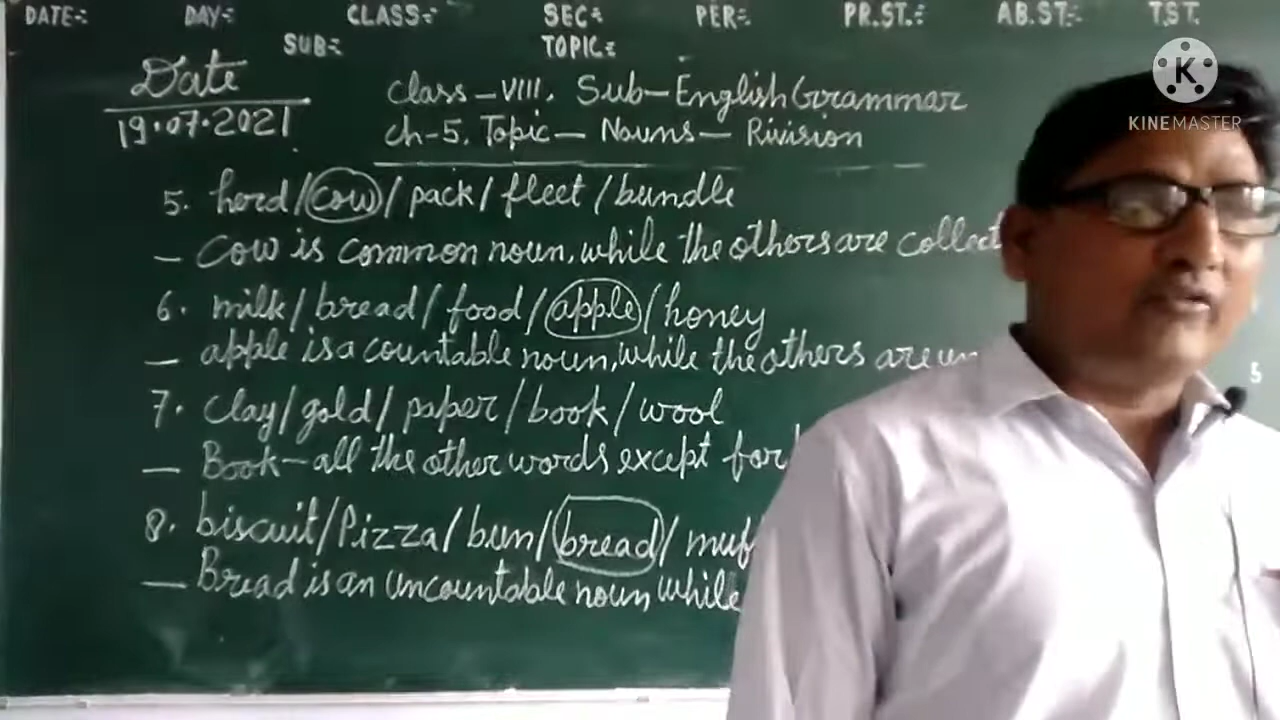 DATE:- DAY:- CLASS:- SEC:- PER:- PR.ST.:- AB.ST:- T.ST.
SUB:- TOPIC:-
K
KINEMASTER
Date
19.07.2021
Class-VIII. Sub-English Grammar
Ch-5. Topic- Nouns- Rivision
5. herd/cow/pack/fleet/bundle
- Cow is common noun, while the others are collect
6. milk/bread/food/apple/honey
- apple is a countable noun, while the others are un
5
7. Clay/gold/paper/book/wool
- Book-all the other words except for
8. biscuit/Pizza/bun/bread/muf
- Bread is an uncountable noun while